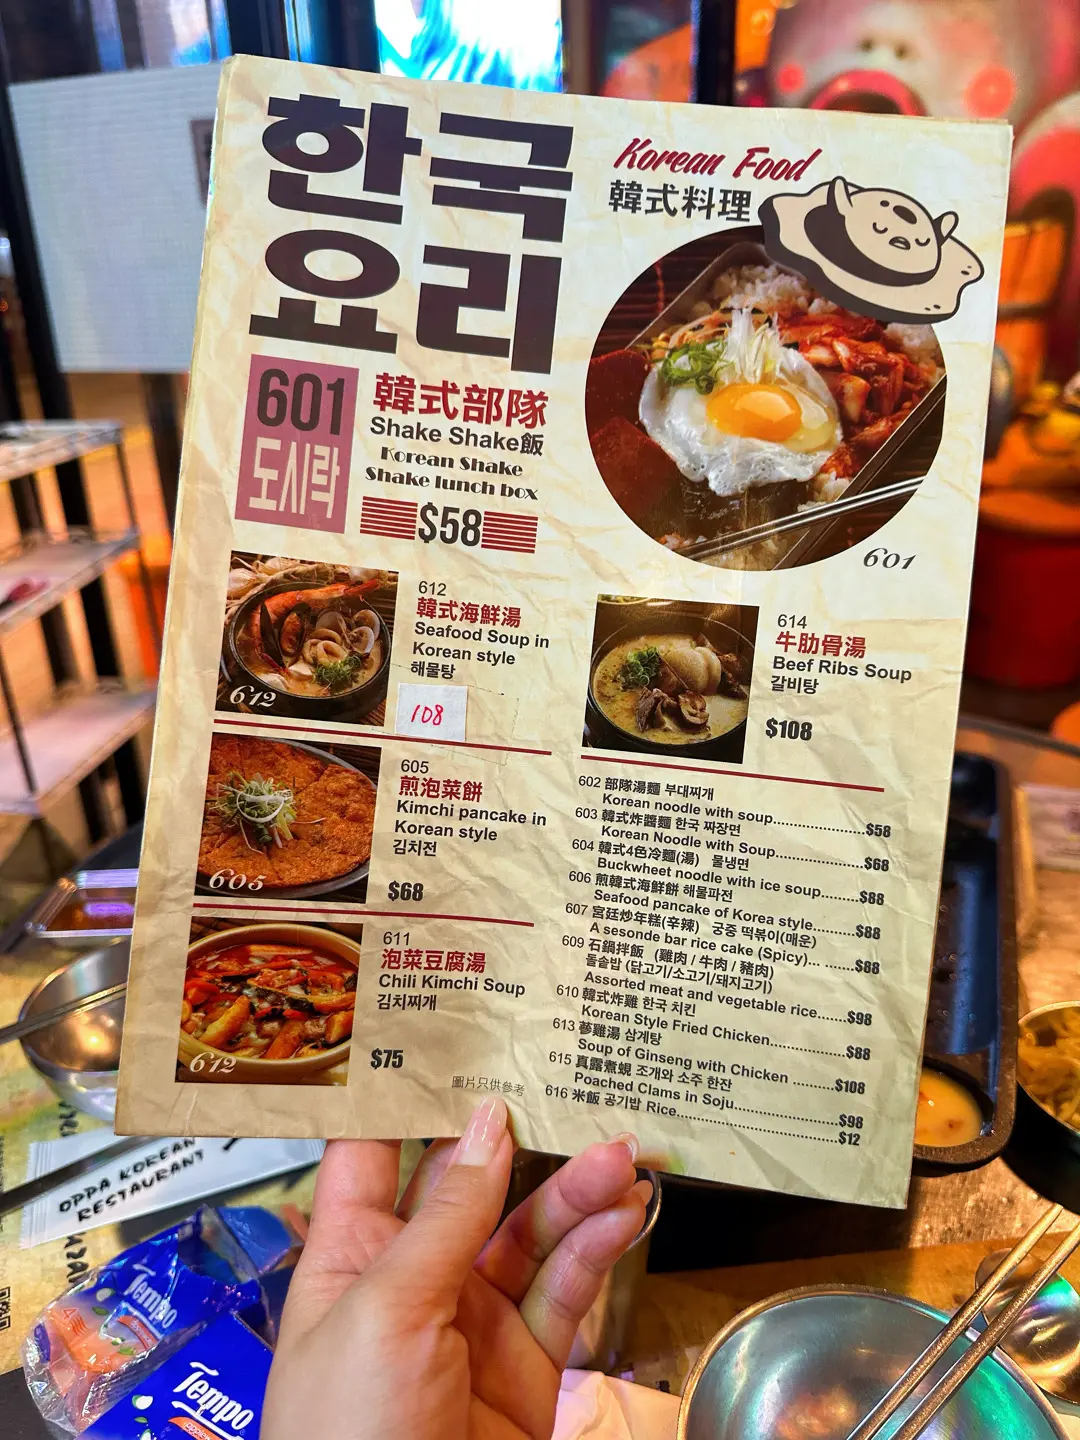 한국
요리
Korean Food
韓式料理
601
도시락
韓式部隊
Shake Shake飯
Korean Shake
Shake lunch box
$58
601
612
韓式海鮮湯
Seafood Soup in
Korean style
해물탕
108
612
614
牛肋骨湯
Beef Ribs Soup
갈비탕
$108
605
煎泡菜餅
Kimchi pancake in
Korean style
김치전
$68
605
611
泡菜豆腐湯
Chili Kimchi Soup
김치찌개
$75
612
圖片只供參考
602 部隊湯麵 부대찌개
Korean noodle with soup.......................$58
603 韓式炸醬麵 한국 짜장면
Korean Noodle with Soup.....................$68
604 韓式4色冷麵(湯) 물냉면
Buckwheet noodle with ice soup.........$88
606 煎韓式海鮮餅 해물파전
Seafood pancake of Korea style..........$88
607 宮廷炒年糕(辛辣) 궁중 떡볶이(매운)
A sesonde bar rice cake (Spicy)... .......$88
609 石鍋拌飯 (雞肉 / 牛肉 / 豬肉)
돌솥밥 (닭고기/소고기/돼지고기)
Assorted meat and vegetable rice.......$98
610 韓式炸雞 한국 치킨
Korean Style Fried Chicken..................$88
613 蔘雞湯 삼계탕
Soup of Ginseng with Chicken ..........$108
615 真露煮蜆 조개와 소주 한잔
Poached Clams in Soju.........................$98
616 米飯 공기밥 Rice.......................................$12
OPPA KOREAN
RESTAURANT
Tempo
Tempo